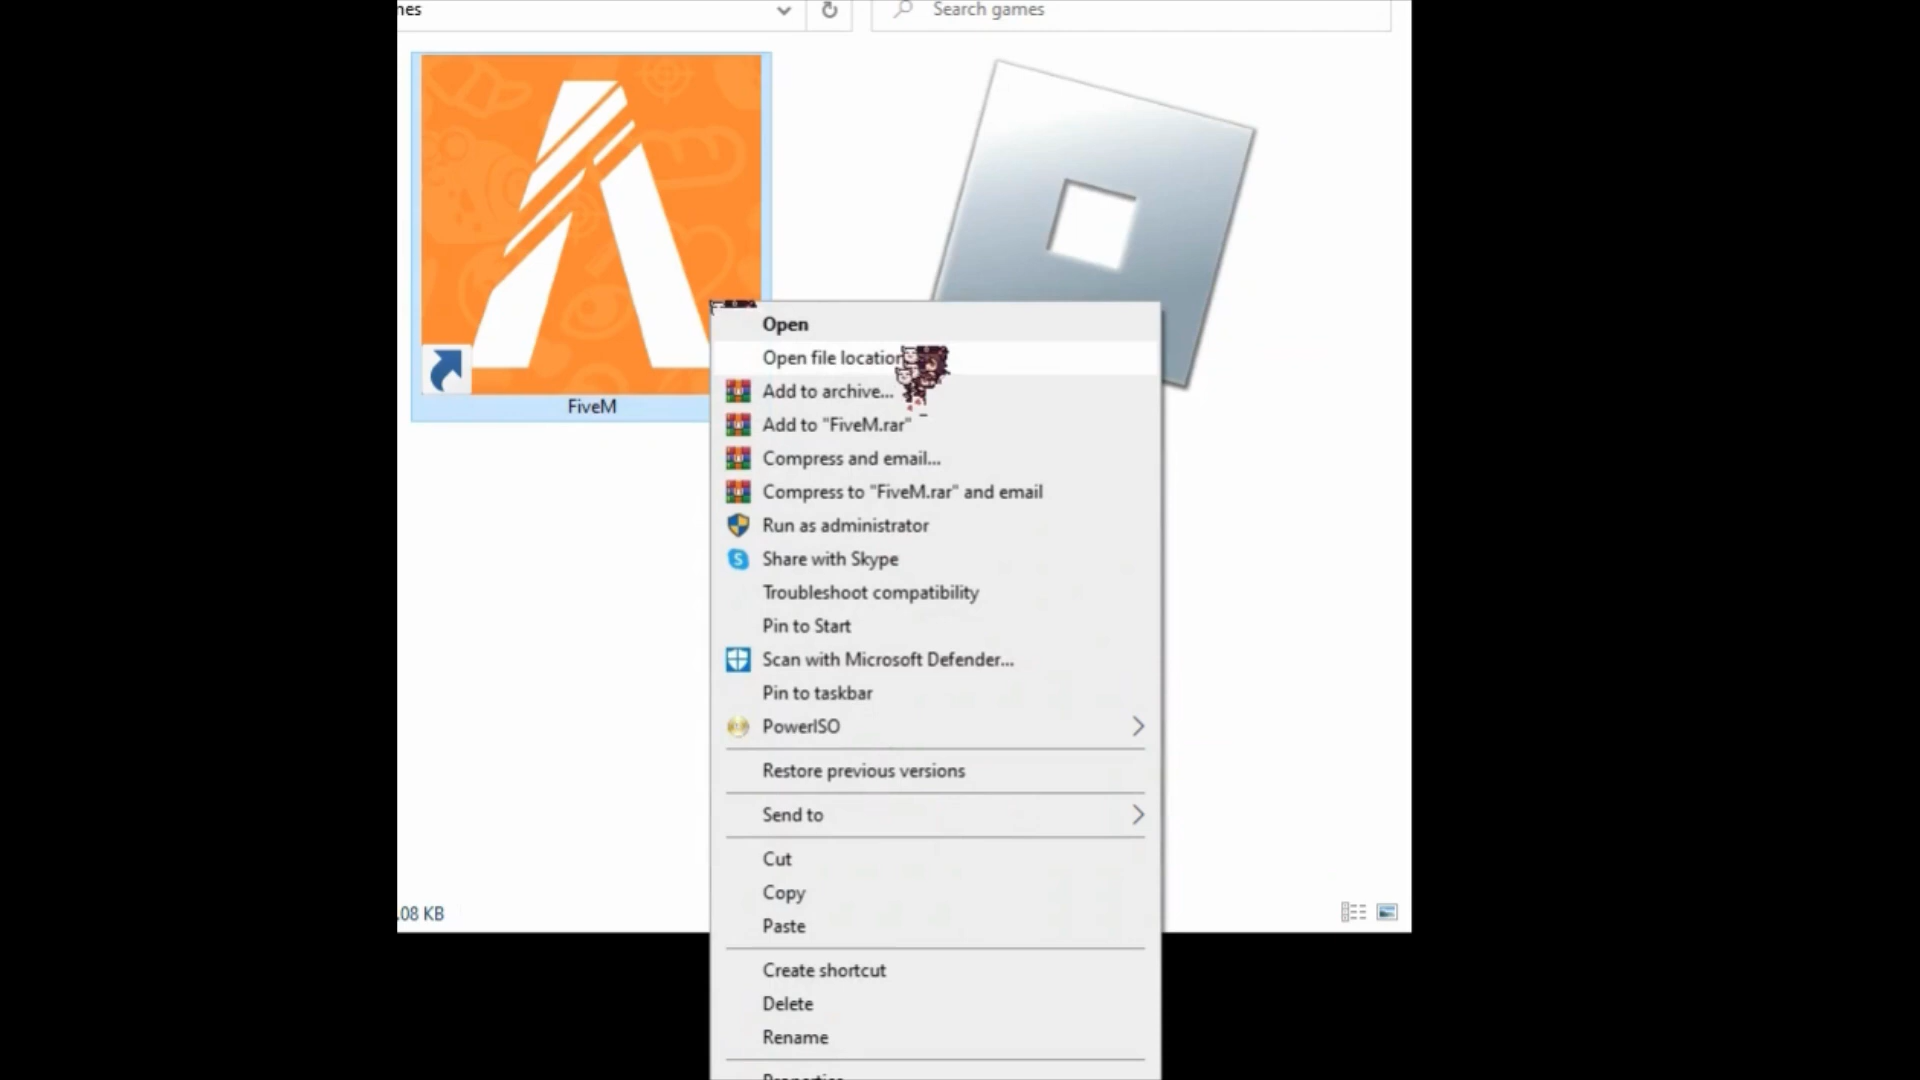 nes
Search games
FiveM
Open
Open file location
Add to archive...
Add to "FiveM.rar"
Compress and email...
Compress to "FiveM.rar" and email
Run as administrator
Share with Skype
Troubleshoot compatibility
Pin to Start
Scan with Microsoft Defender...
Pin to taskbar
PowerISO
Restore previous versions
Send to
Cut
Copy
Paste
Create shortcut
Delete
Rename
Properties
.08 KB